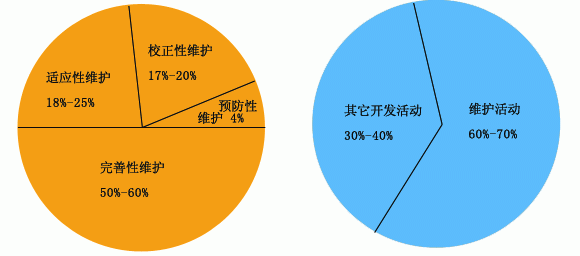 校正性维护
17%-20%
适应性维护
18%-25%
预防性
维护 4%
完善性维护
50%-60%
其它开发活动
30%-40%
维护活动
60%-70%